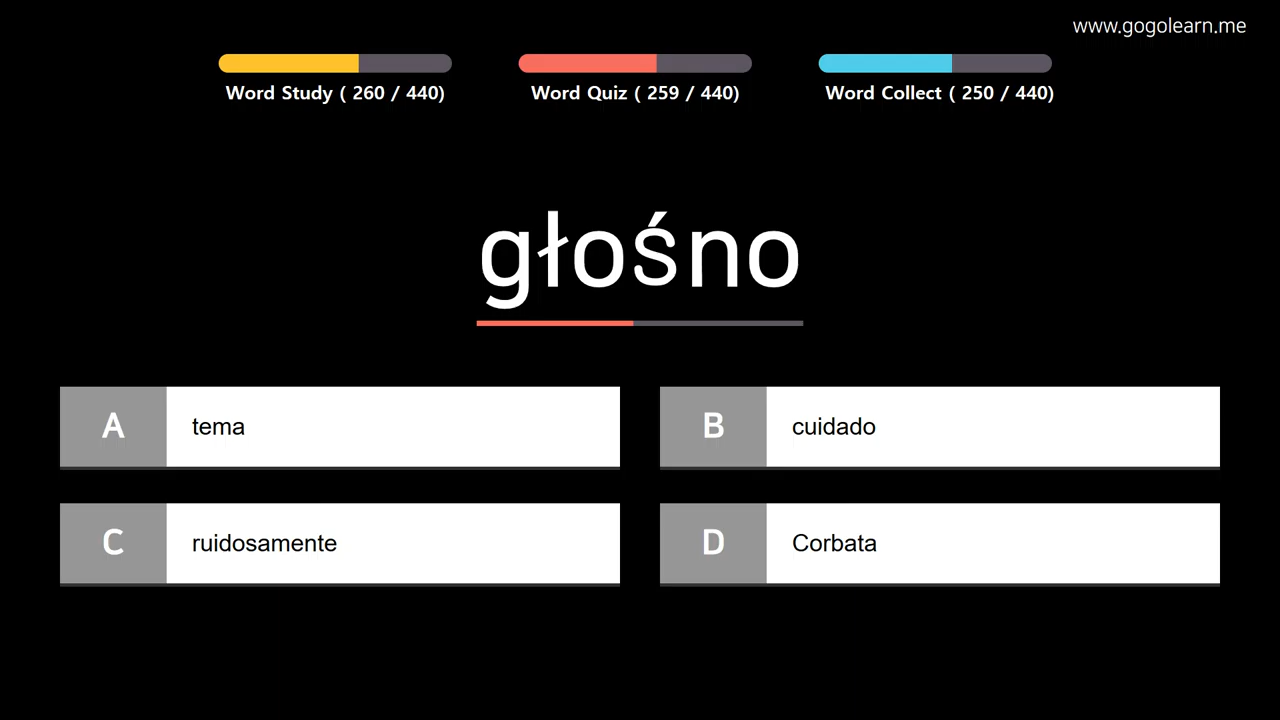 www.gogolearn.me
Word Study ( 260 / 440)
Word Quiz ( 259 / 440)
Word Collect ( 250 / 440)
głośno
A tema
B cuidado
C ruidosamente
D Corbata